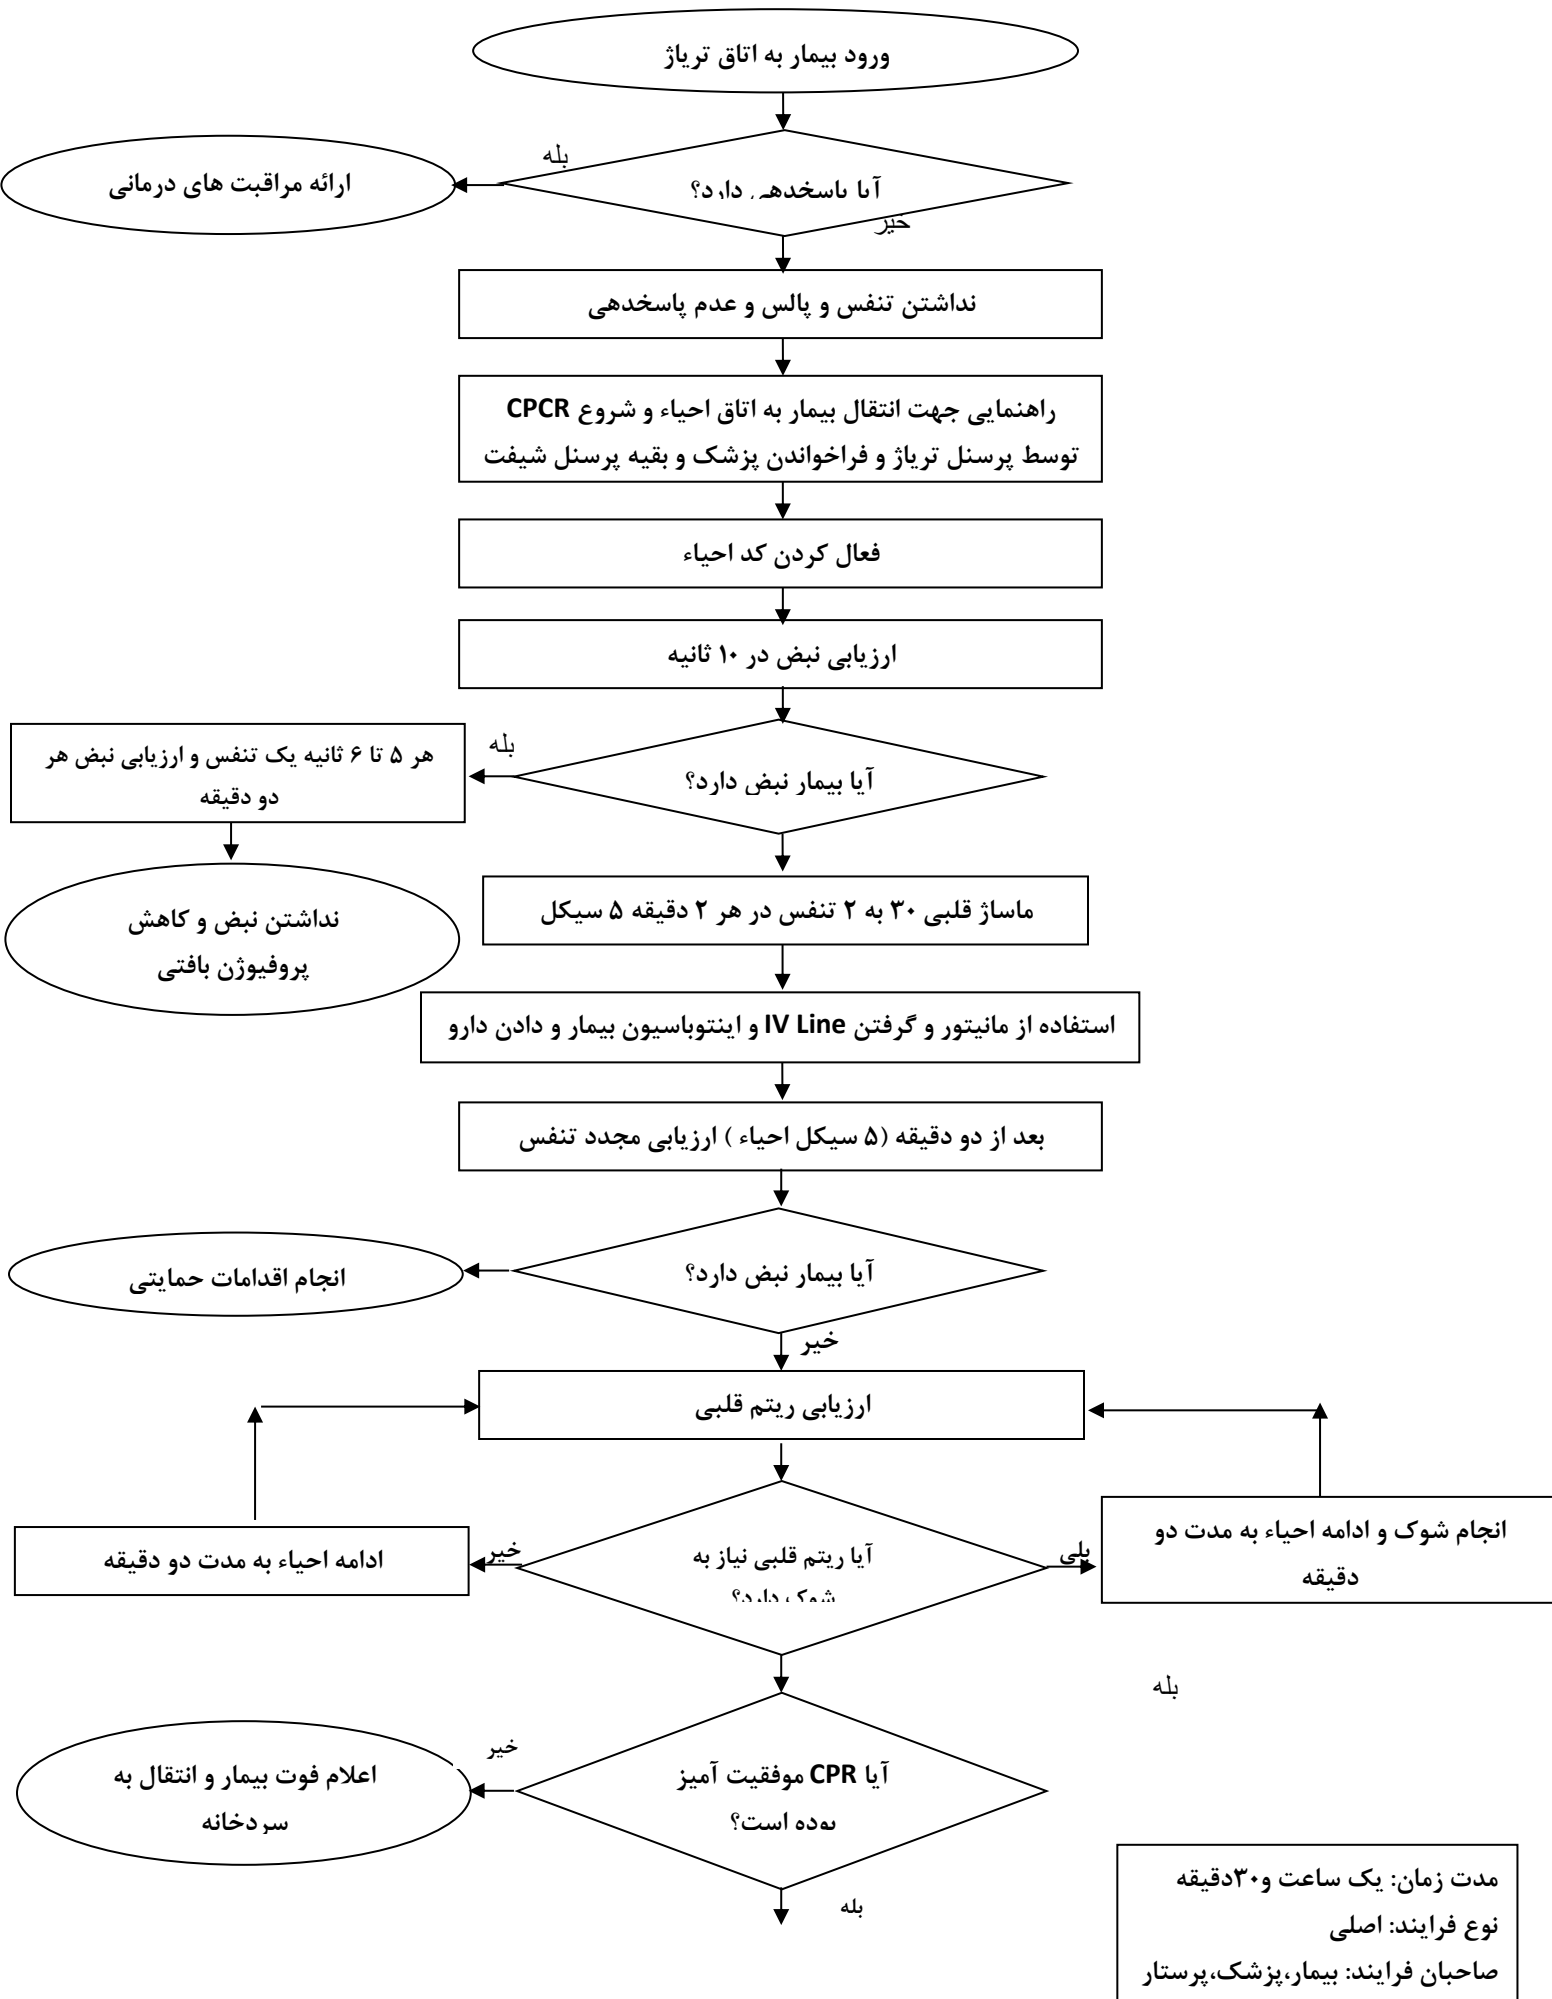 ورود بیمار به اتاق تریاژ
بله
آیا پاسخدهی دارد؟
ارائه مراقبت های درمانی
خیر
نداشتن تنفس و پالس و عدم پاسخدهی
راهنمایی جهت انتقال بیمار به اتاق احیاء و شروع CPCR
توسط پرسنل تریاژ و فراخواندن پزشک و بقیه پرسنل شیفت
فعال کردن کد احیاء
ارزیابی نبض در ۱۰ ثانیه
آیا بیمار نبض دارد؟
بله
هر ۵ تا ۶ ثانیه یک تنفس و ارزیابی نبض هر
دو دقیقه
نداشتن نبض و کاهش
پروفیوژن بافتی
ماساژ قلبی ۳۰ به ۲ تنفس در هر ۲ دقیقه ۵ سیکل
استفاده از مانیتور و گرفتن IV Line و اینتوباسیون بیمار و دادن دارو
بعد از دو دقیقه (۵ سیکل احیاء ) ارزیابی مجدد تنفس
آیا بیمار نبض دارد؟
انجام اقدامات حمایتی
خیر
ارزیابی ریتم قلبی
انجام شوک و ادامه احیاء به مدت دو
دقیقه
بلی
آیا ریتم قلبی نیاز به
شوک دارد؟
خیر
ادامه احیاء به مدت دو دقیقه
بله
آیا CPR موفقیت آمیز
بوده است؟
خیر
اعلام فوت بیمار و انتقال به
سردخانه
بله
مدت زمان: یک ساعت و۳۰دقیقه
نوع فرایند: اصلی
صاحبان فرایند: بیمار،پزشک،پرستار